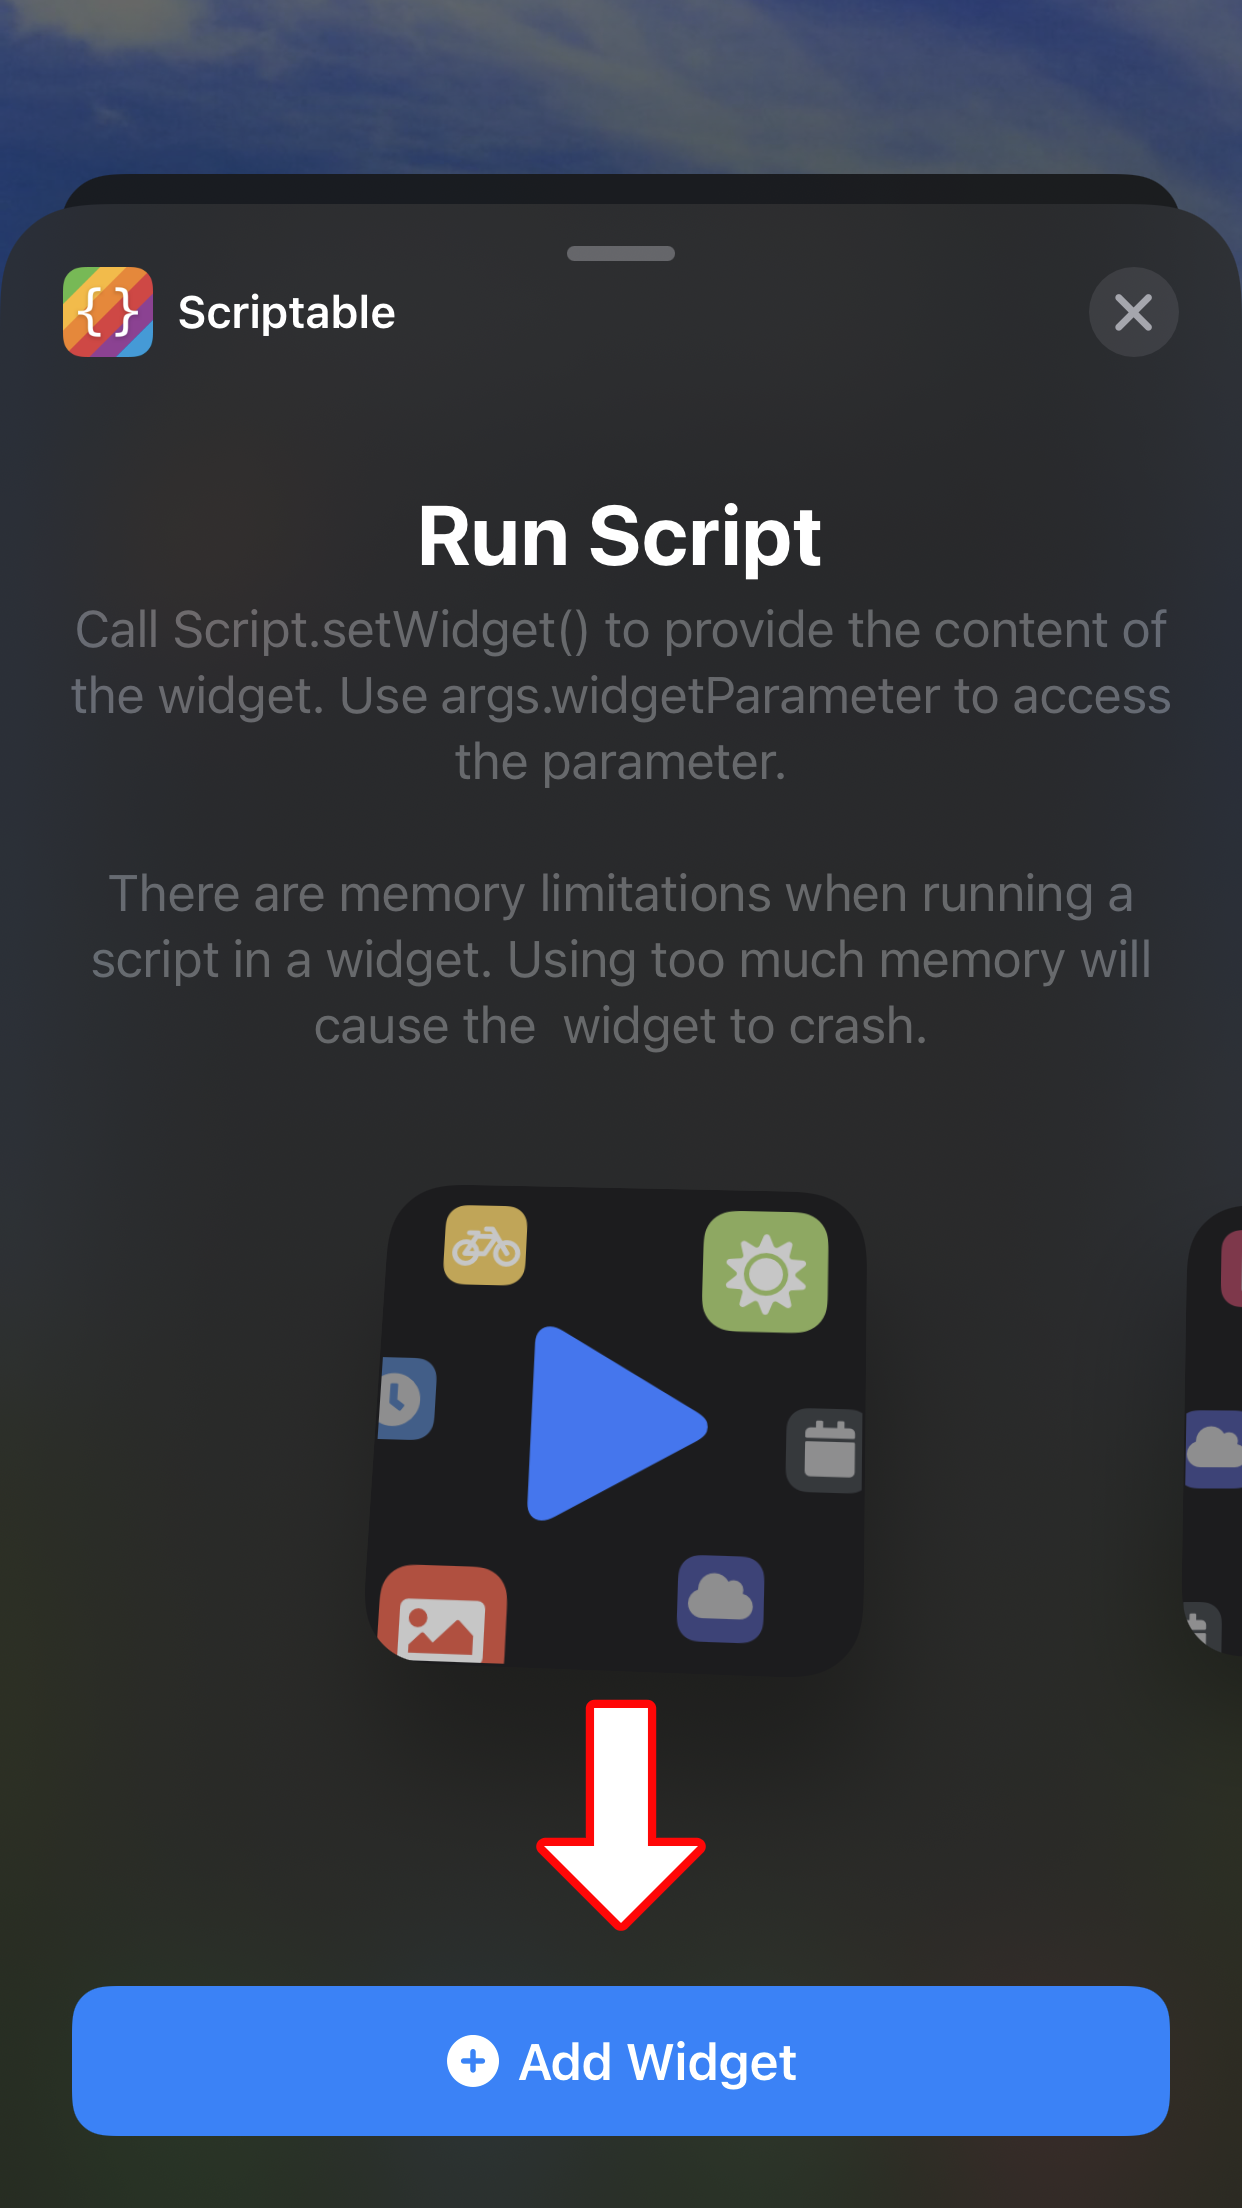 {}
Scriptable
Run Script
Call Script.setWidget() to provide the content of
the widget. Use args.widgetParameter to access
the parameter.
There are memory limitations when running a
script in a widget. Using too much memory will
cause the  widget to crash.
Add Widget